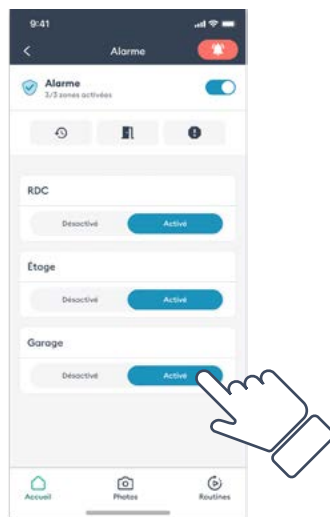 9:41
Alarme
Alarme
3/3 zones activées
RDC
Désactivé Activé
Étage
Désactivé Activé
Garage
Désactivé Activé
Accueil Photos Routines